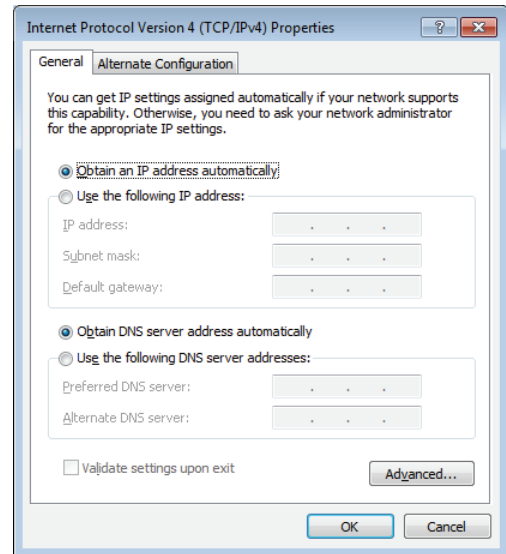 Internet Protocol Version 4 (TCP/IPv4) Properties
General
Alternate Configuration
You can get IP settings assigned automatically if your network supports
this capability. Otherwise, you need to ask your network administrator
for the appropriate IP settings.
Obtain an IP address automatically
Use the following IP address:
IP address:
Subnet mask:
Default gateway:
Obtain DNS server address automatically
Use the following DNS server addresses:
Preferred DNS server:
Alternate DNS server:
Validate settings upon exit
Advanced...
OK
Cancel